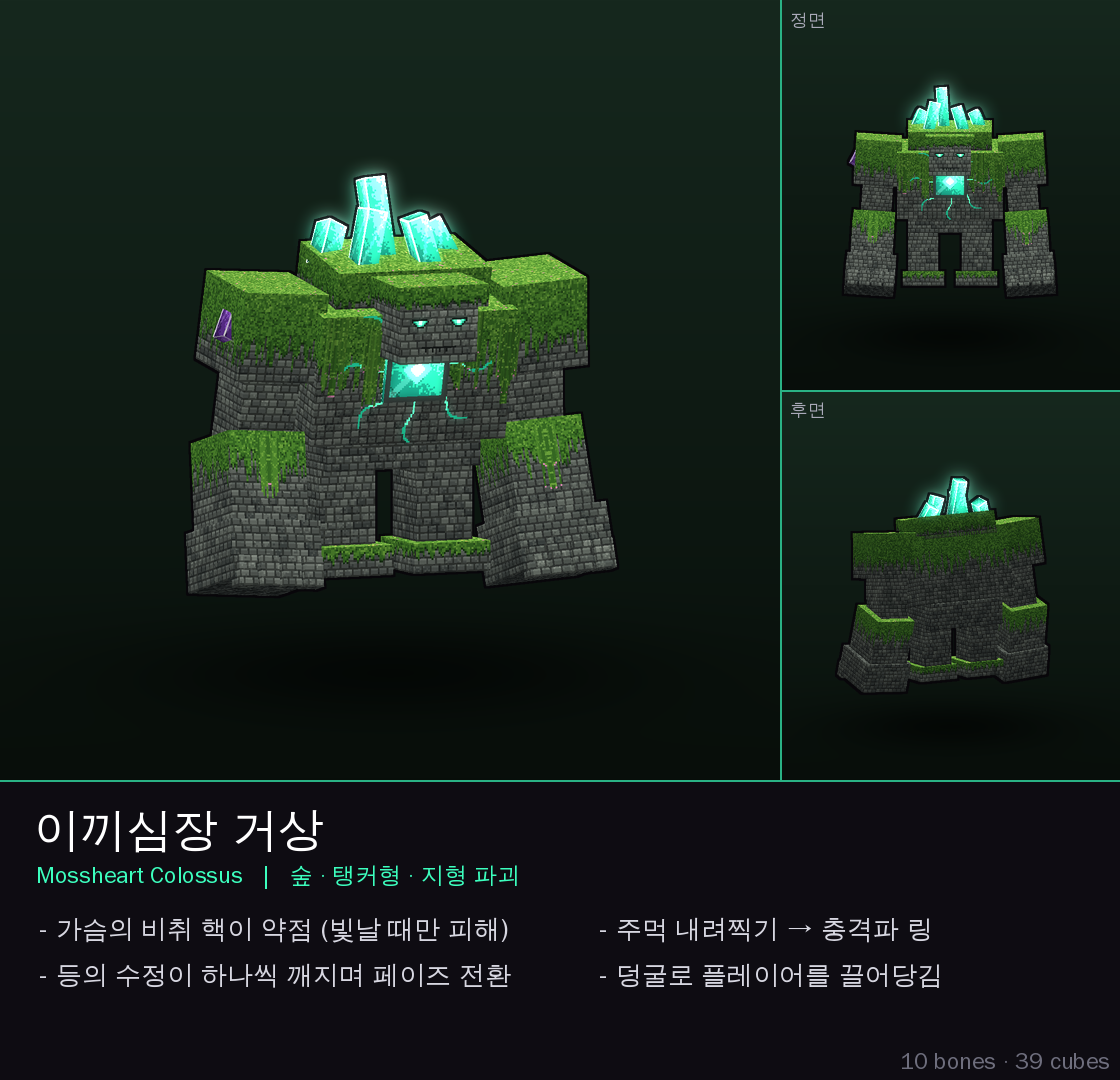 정면
후면
이끼심장 거상
Mossheart Colossus | 숲 · 탱커형 · 지형 파괴
- 가슴의 비취 핵이 약점 (빛날 때만 피해)
- 주먹 내려찍기 → 충격파 링
- 등의 수정이 하나씩 깨지며 페이즈 전환
- 덩굴로 플레이어를 끌어당김
10 bones · 39 cubes